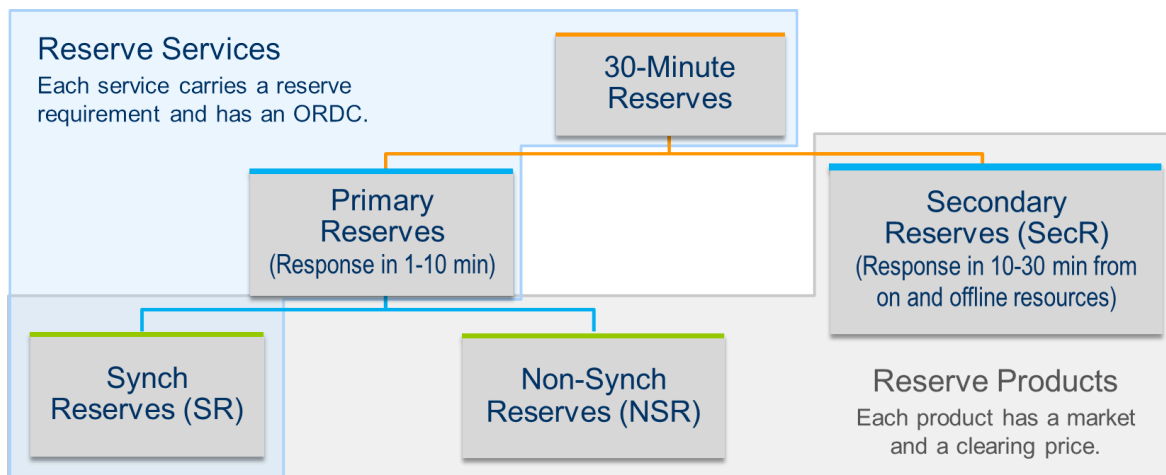 Reserve Services
Each service carries a reserve
requirement and has an ORDC.
30-Minute
Reserves
Primary
Reserves
(Response in 1-10 min)
Secondary
Reserves (SecR)
(Response in 10-30 min from
on and offline resources)
Synch
Reserves (SR)
Non-Synch
Reserves (NSR)
Reserve Products
Each product has a market
and a clearing price.